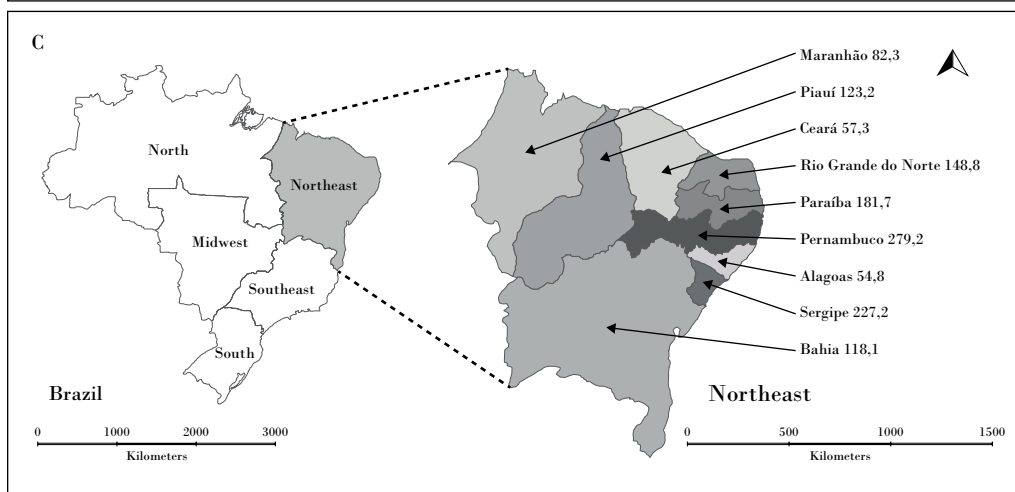 C
North
Northeast
Midwest
Southeast
South
Brazil
0 1000 2000 3000
Kilometers
Maranhão 82,3
Piauí 123,2
Ceará 57,3
Rio Grande do Norte 148,8
Paraíba 181,7
Pernambuco 279,2
Alagoas 54,8
Sergipe 227,2
Bahia 118,1
Northeast
0 500 1000 1500
Kilometers